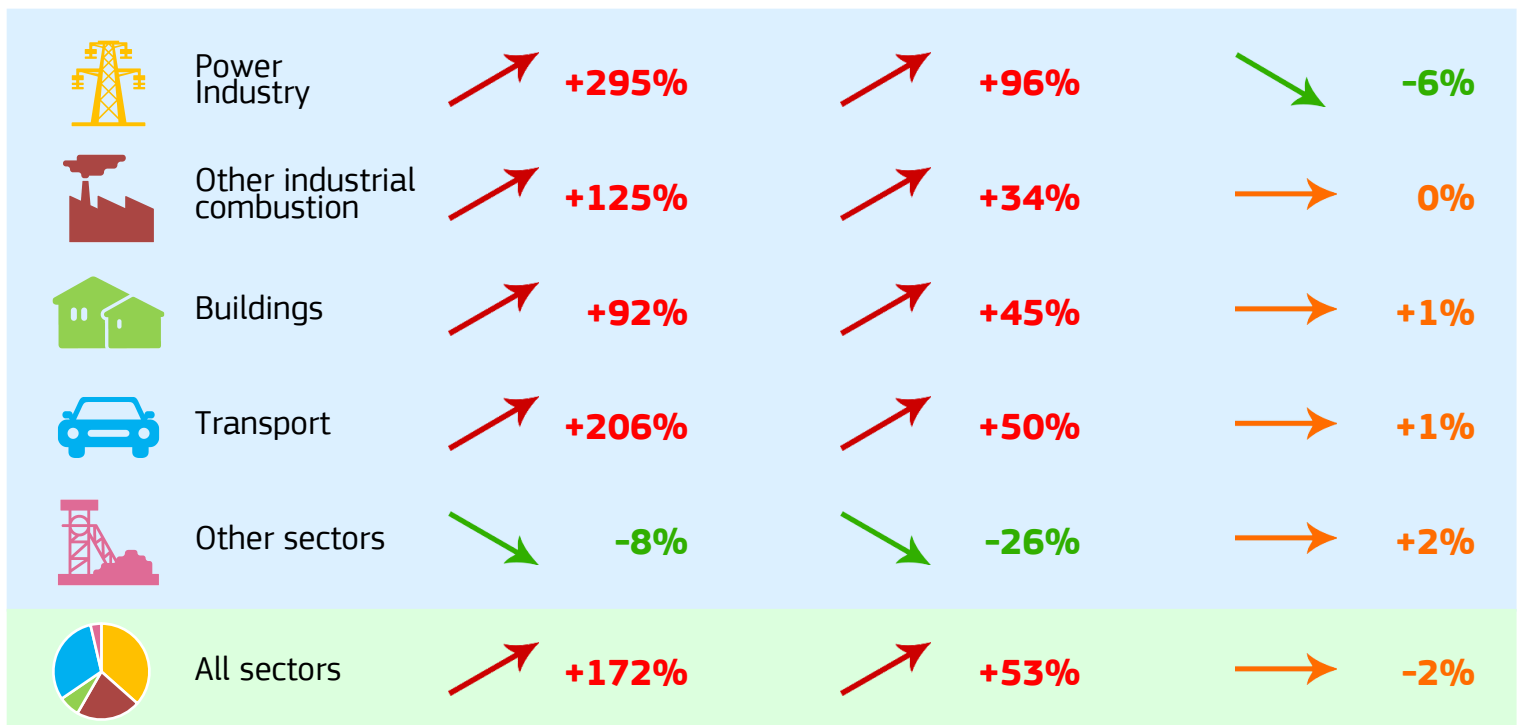 Power
Industry
+295%
+96%
-6%
Other industrial
combustion
+125%
+34%
0%
Buildings
+92%
+45%
+1%
Transport
+206%
+50%
+1%
Other sectors
-8%
-26%
+2%
All sectors
+172%
+53%
-2%